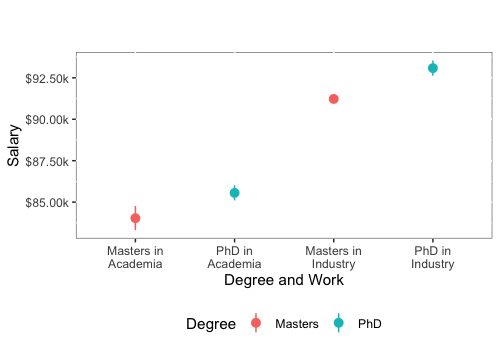 $92.50k
$90.00k
$87.50k
$85.00k
Salary
Masters in
Academia
PhD in
Academia
Masters in
Industry
PhD in
Industry
Degree and Work
Degree Masters PhD